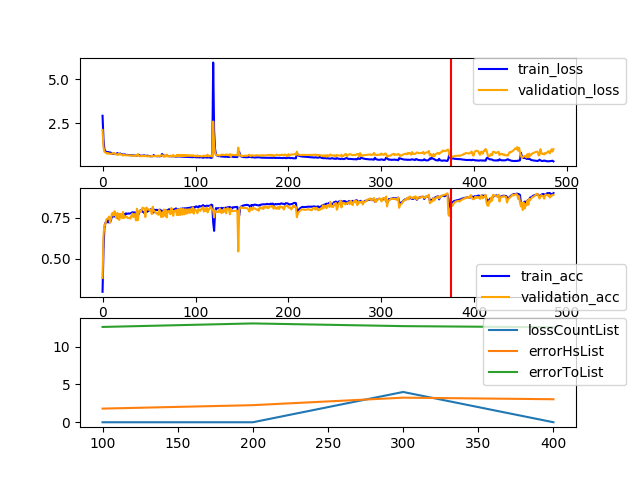 5.0
2.5
0 100 200 300 400 500
train_loss
validation_loss
0.75
0.50
0 100 200 300 400 500
train_acc
validation_acc
10
5
0
100 150 200 250 300 350 400
lossCountList
errorHsList
errorToList